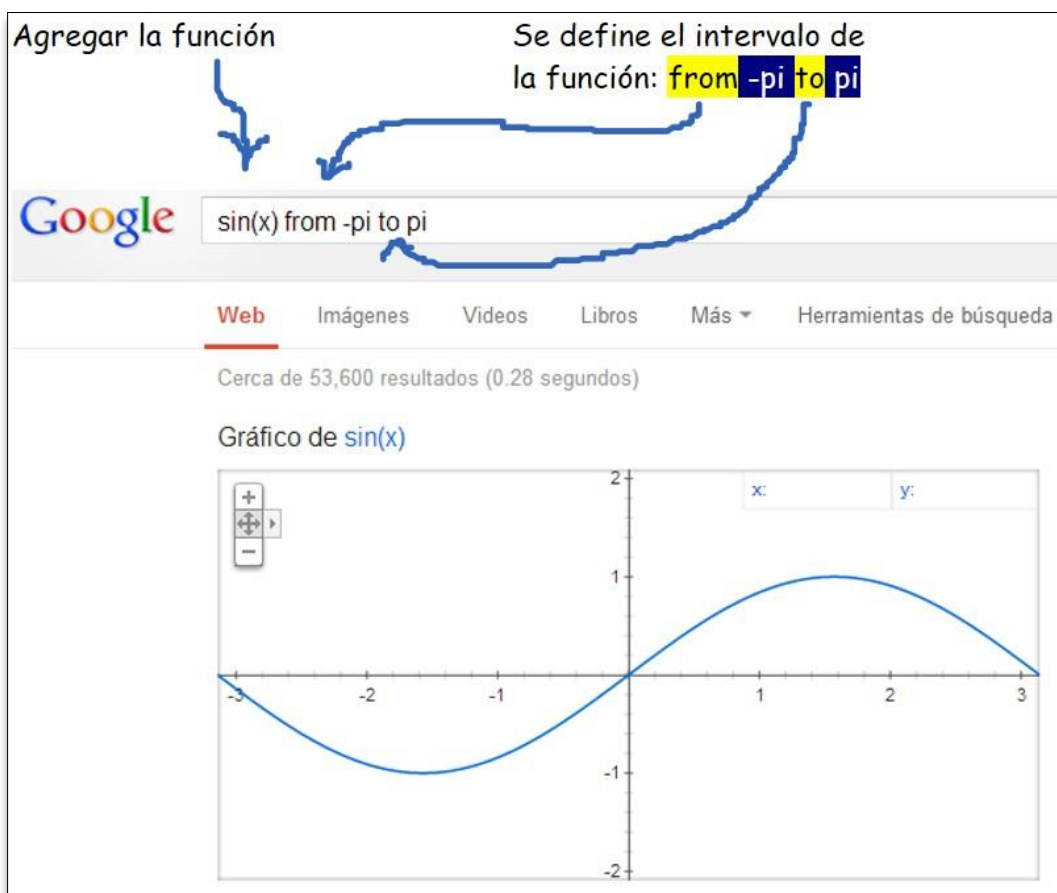 Agregar la función
Se define el intervalo de
la función: from -pi to pi
Google
sin(x) from -pi to pi
Web Imágenes Videos Libros Más Herramientas de búsqueda
Cerca de 53,600 resultados (0.28 segundos)
Gráfico de sin(x)
2
x: y:
1
-3 -2 -1 1 2 3
-1
-2